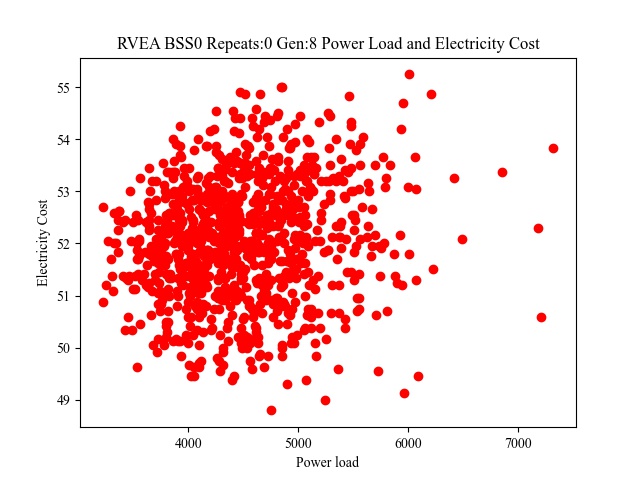 RVEA BSS0 Repeats:0 Gen:8 Power Load and Electricity Cost
55
54
53
52
51
50
49
Electricity Cost
4000 5000 6000 7000
Power load